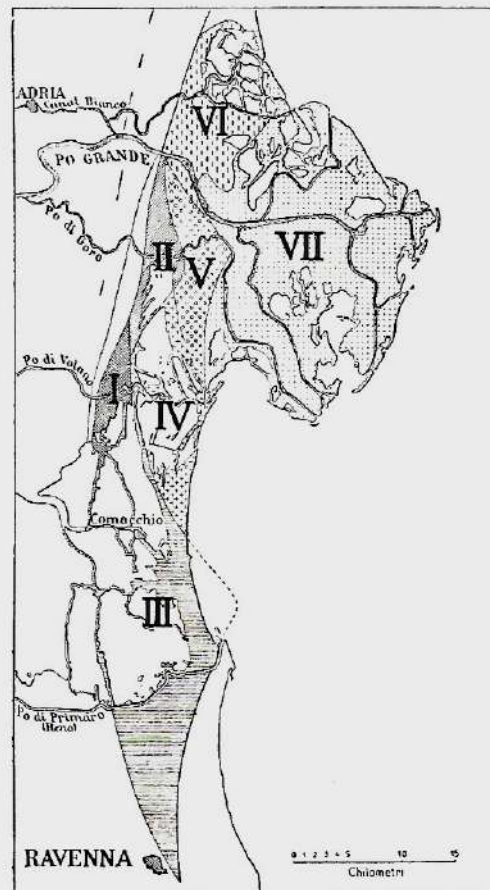 ADRIA
Canal Bianco
VI
PO GRANDE
Po di Goro
II
V
VII
Po di Volano
I
IV
Comacchio
III
Po di Primaro
(Reno)
RAVENNA
0 1 2 3 4 5 10 15
Chilometri